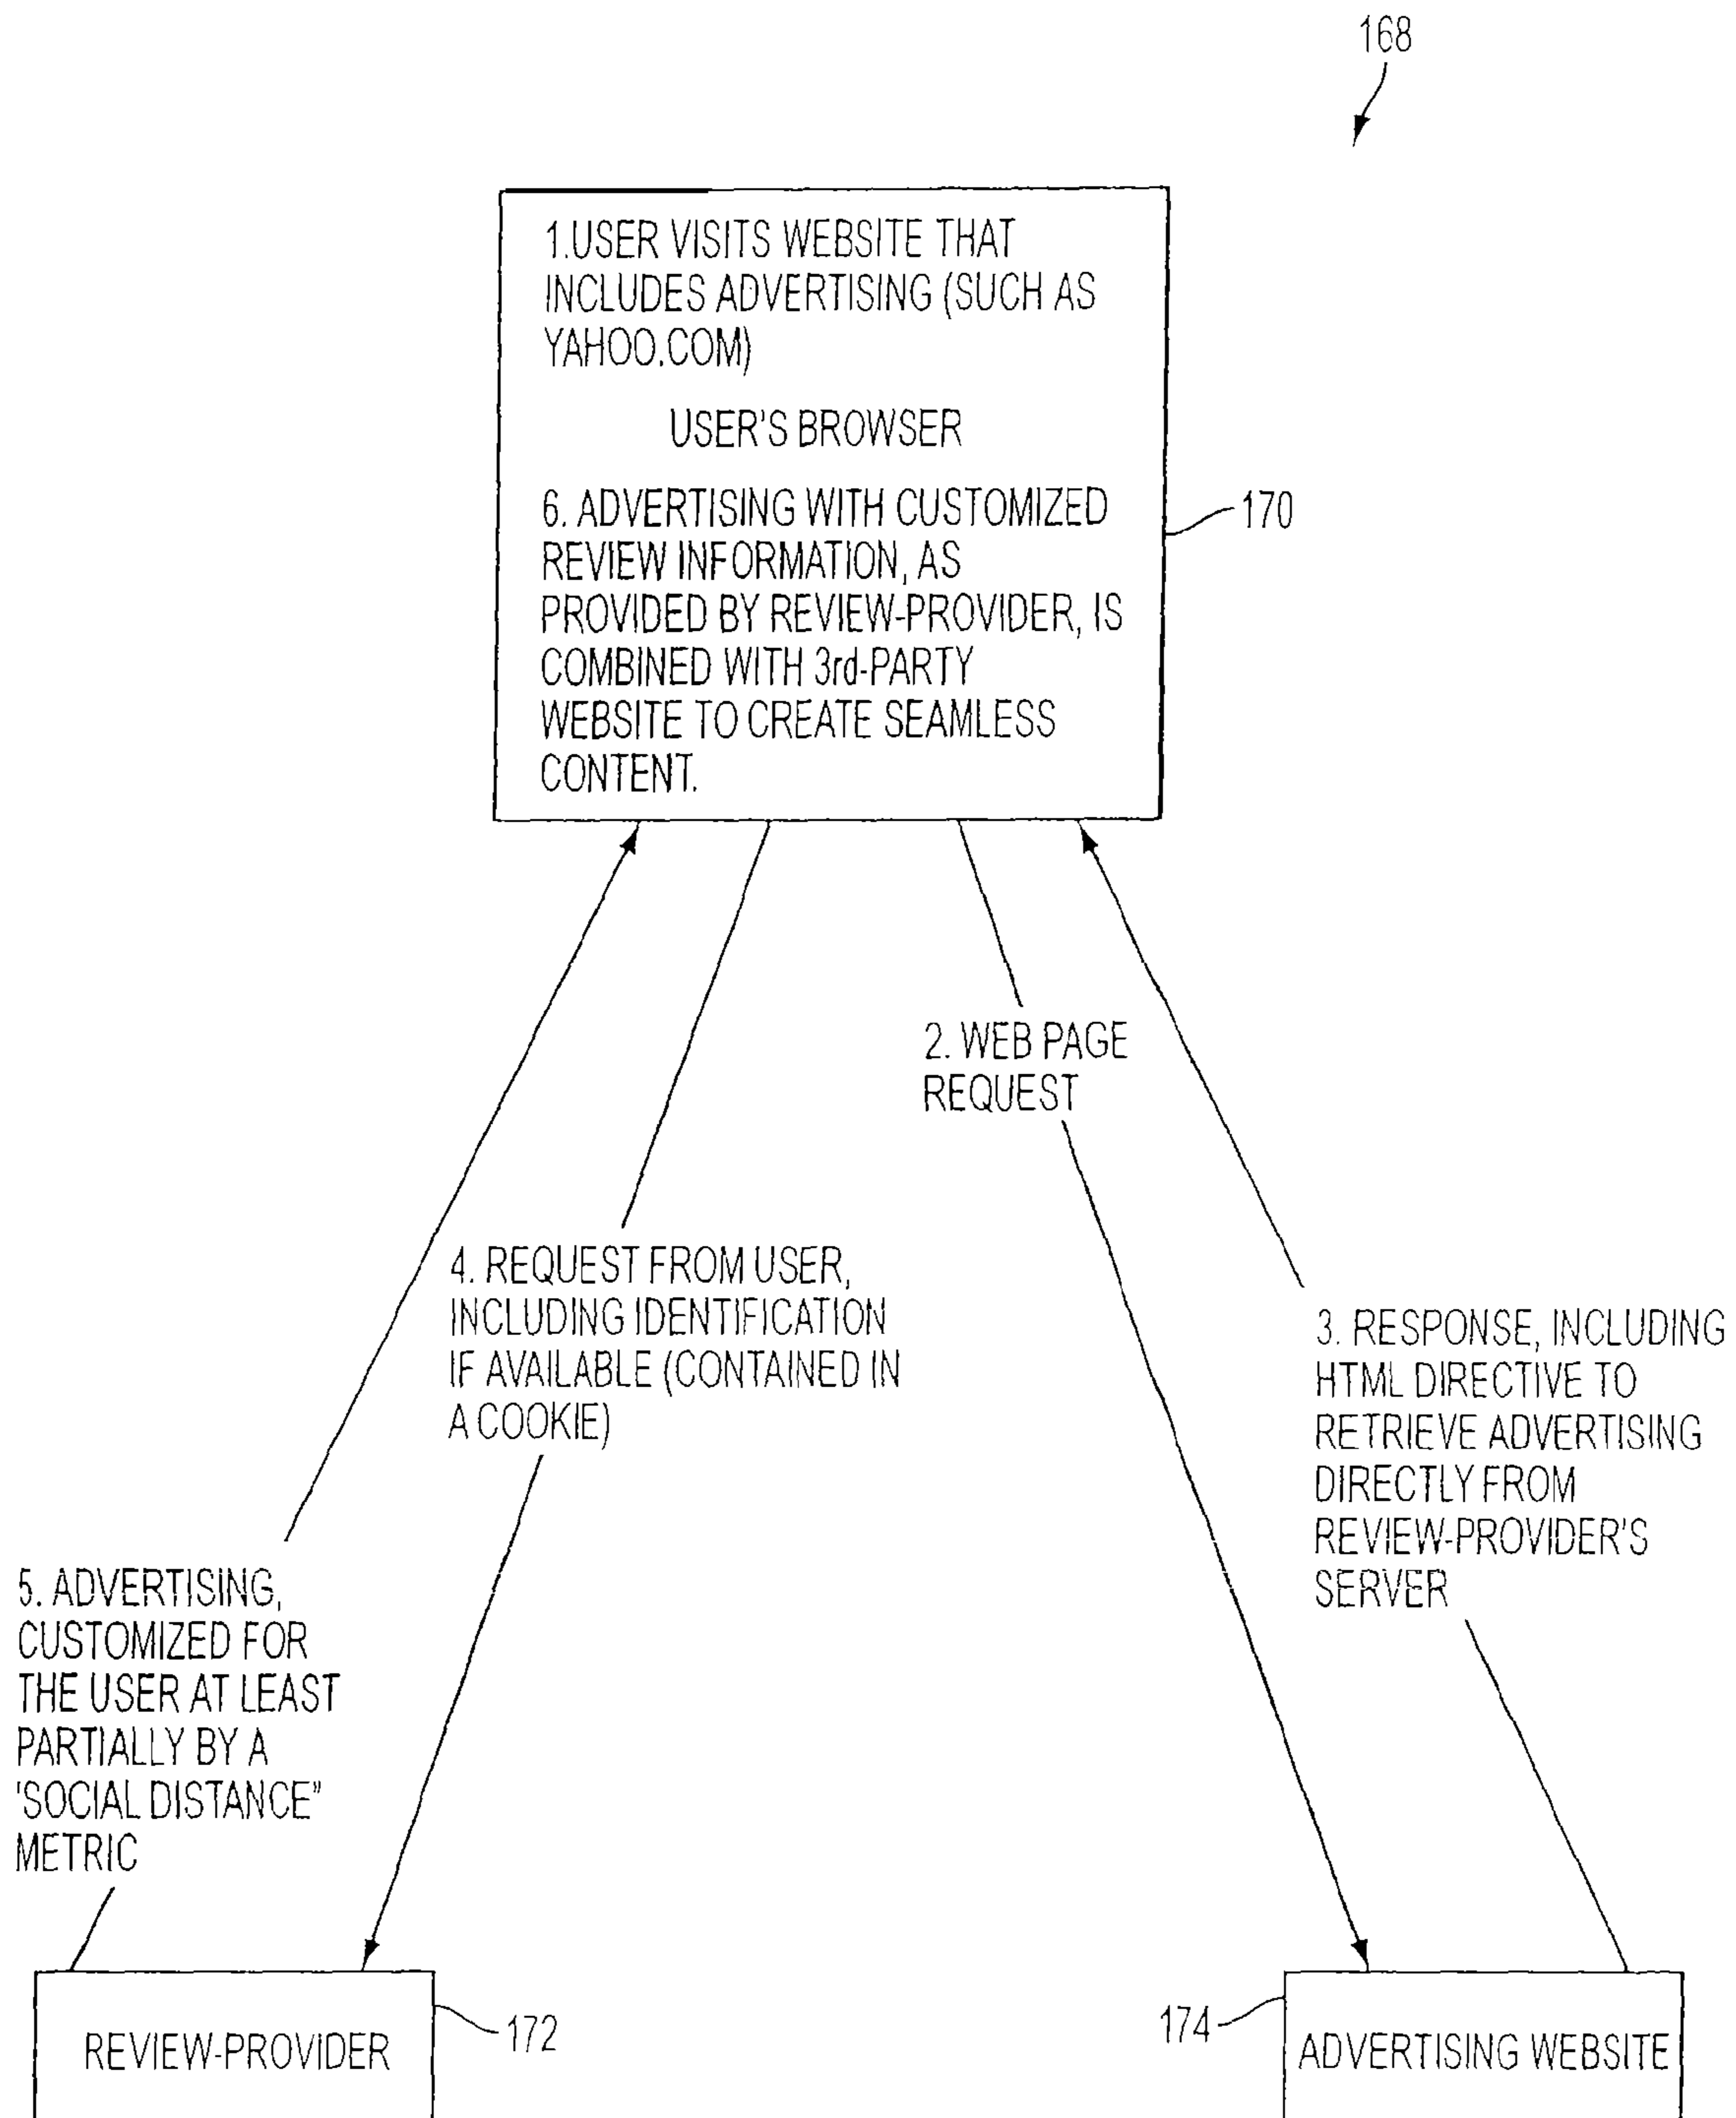 168
1.USER VISITS WEBSITE THAT
INCLUDES ADVERTISING (SUCH AS
YAHOO.COM)
USER'S BROWSER
6. ADVERTISING WITH CUSTOMIZED
REVIEW INFORMATION, AS
PROVIDED BY REVIEW-PROVIDER, IS
COMBINED WITH 3rd-PARTY
WEBSITE TO CREATE SEAMLESS
CONTENT.
170
2. WEB PAGE
REQUEST
4. REQUEST FROM USER,
INCLUDING IDENTIFICATION
IF AVAILABLE (CONTAINED IN
A COOKIE)
3. RESPONSE, INCLUDING
HTML DIRECTIVE TO
RETRIEVE ADVERTISING
DIRECTLY FROM
REVIEW-PROVIDER'S
SERVER
5. ADVERTISING,
CUSTOMIZED FOR
THE USER AT LEAST
PARTIALLY BY A
'SOCIAL DISTANCE"
METRIC
REVIEW-PROVIDER
172
174
ADVERTISING WEBSITE